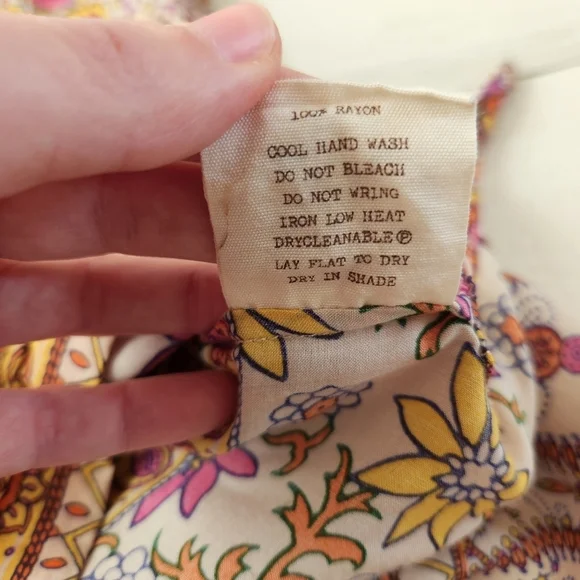 100% RAYON
COOL HAND WASH
DO NOT BLEACH
DO NOT WRING
IRON LOW HEAT
DRYCLEANABLE Ⓟ
LAY FLAT TO DRY
DRY IN SHADE